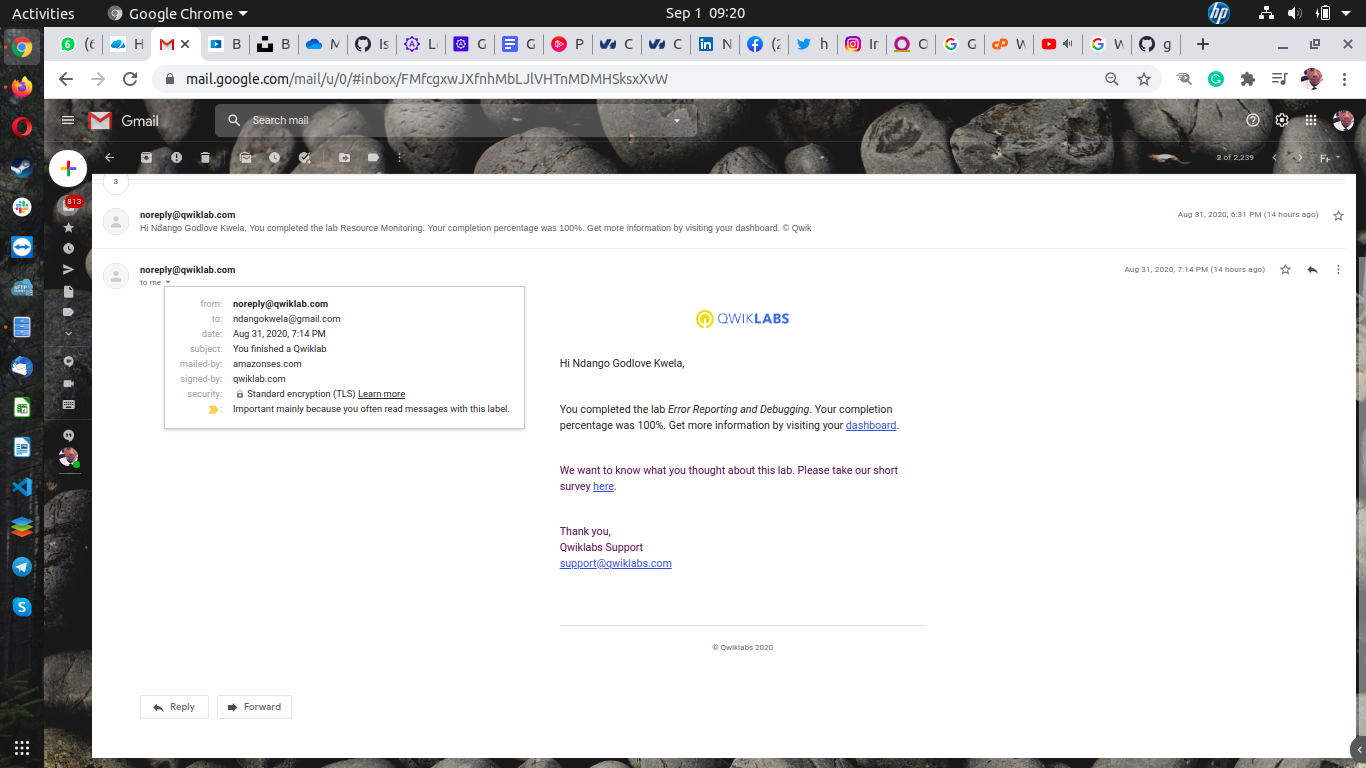 Activities
Google Chrome
Sep 1 09:20
6
(6
H
M
B
B
M
Is
L
G
G
P
C
C
N
(2
h
Ir
O
G
W
W
g
mail.google.com/mail/u/0/#inbox/FMfcgxwJXfnhMbLJlVHTnMDMHSksxXvW
Gmail
Search mail
2 of 2,239
813
3
noreply@qwiklab.com
Aug 31, 2020, 6:31 PM (14 hours ago)
Hi Ndango Godlove Kwela, You completed the lab Resource Monitoring. Your completion percentage was 100%. Get more information by visiting your dashboard. © Qwik
noreply@qwiklab.com
Aug 31, 2020, 7:14 PM (14 hours ago)
to me
from: noreply@qwiklab.com
to: ndangokwela@gmail.com
date: Aug 31, 2020, 7:14 PM
subject: You finished a Qwiklab
mailed-by: amazonses.com
signed-by: qwiklab.com
security: Standard encryption (TLS) Learn more
: Important mainly because you often read messages with this label.
QWIKLABS
Hi Ndango Godlove Kwela,
You completed the lab Error Reporting and Debugging. Your completion
percentage was 100%. Get more information by visiting your dashboard.
We want to know what you thought about this lab. Please take our short
survey here.
Thank you,
Qwiklabs Support
support@qwiklabs.com
© Qwiklabs 2020
Reply
Forward